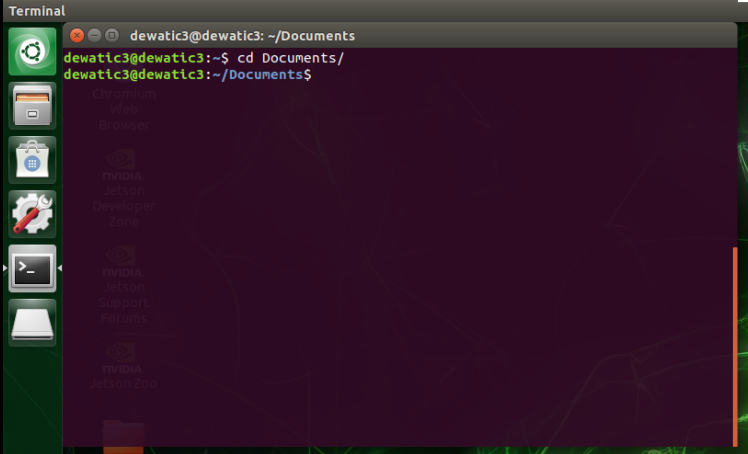 Terminal
dewatic3@dewatic3: ~/Documents
dewatic3@dewatic3:~$ cd Documents/
dewatic3@dewatic3:~/Documents$
Chromium
Web
Browser
NVIDIA.
Jetson
Developer
Zone
NVIDIA.
Jetson
Support
Forums
NVIDIA.
Jetson Zoo